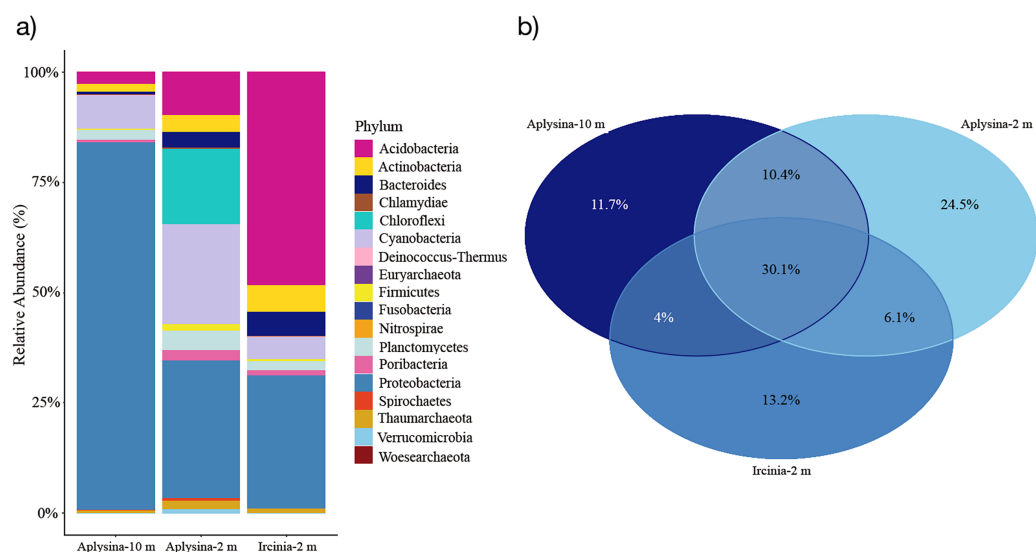 a)
b)
100%
75%
50%
25%
0%
Relative Abundance (%)
Aplysina-10 m
Aplysina-2 m
Ircinia-2 m
Phylum
Acidobacteria
Actinobacteria
Bacteroides
Chlamydiae
Chloroflexi
Cyanobacteria
Deinococcus-Thermus
Euryarchaeota
Firmicutes
Fusobacteria
Nitrospirae
Planctomycetes
Poribacteria
Proteobacteria
Spirochaetes
Thaumarchaeota
Verrucomicrobia
Woesearchaeota
Aplysina-10 m
Aplysina-2 m
10.4%
11.7%
24.5%
30.1%
4%
6.1%
13.2%
Ircinia-2 m